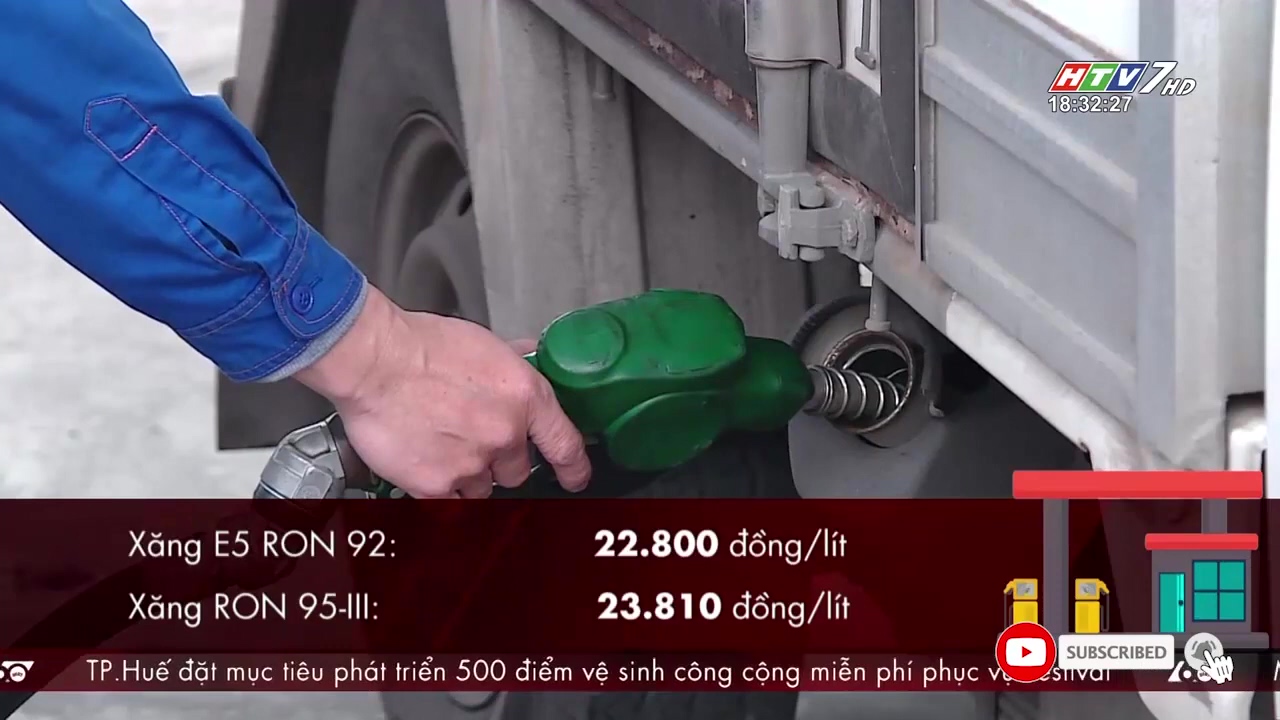 HTV7 HD
18:32:27
Xăng E5 RON 92: 22.800 đồng/lít
Xăng RON 95-III: 23.810 đồng/lít
TP.Huế đặt mục tiêu phát triển 500 điểm vệ sinh công cộng miễn phí phục vụ Festival
SUBSCRIBED